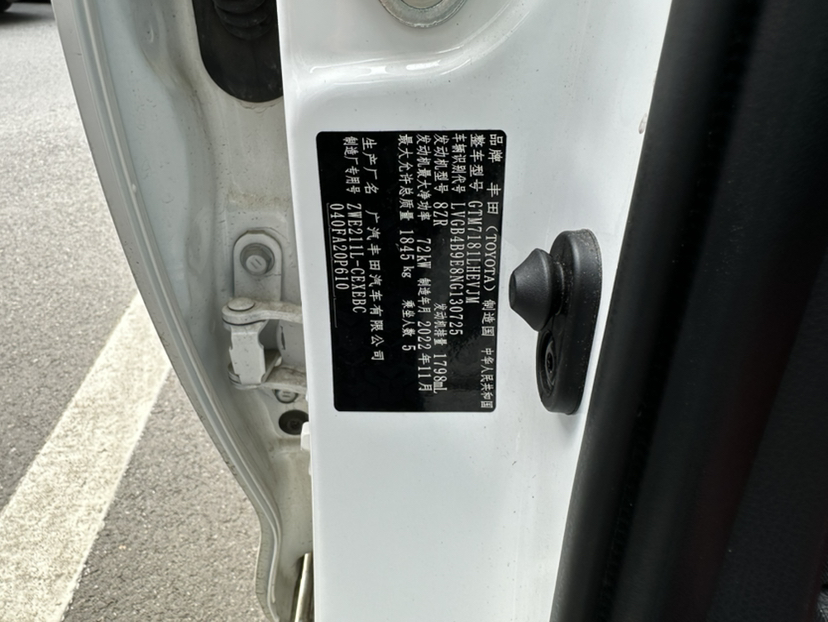 品牌 丰田（TOYOTA） 制造国 中华人民共和国
整车型号 GTM7181LHEVJM
车辆识别代号 LVGB4B9E8NG130725
发动机型号 8ZR 发动机排量 1798mL
发动机最大净功率 72kW 制造年月 2022年11月
最大允许总质量 1845 kg 乘坐人数 5
生产厂名 广汽丰田汽车有限公司
制造厂专用号 ZWE211L-CEXEBC
040FA20P610